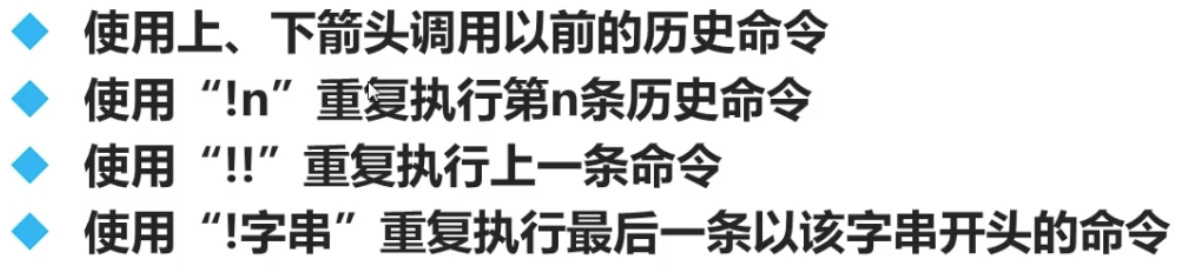 使用上、下箭头调用以前的历史命令
使用“!n”重复执行第n条历史命令
使用“!!”重复执行上一条命令
使用“!字串”重复执行最后一条以该字串开头的命令